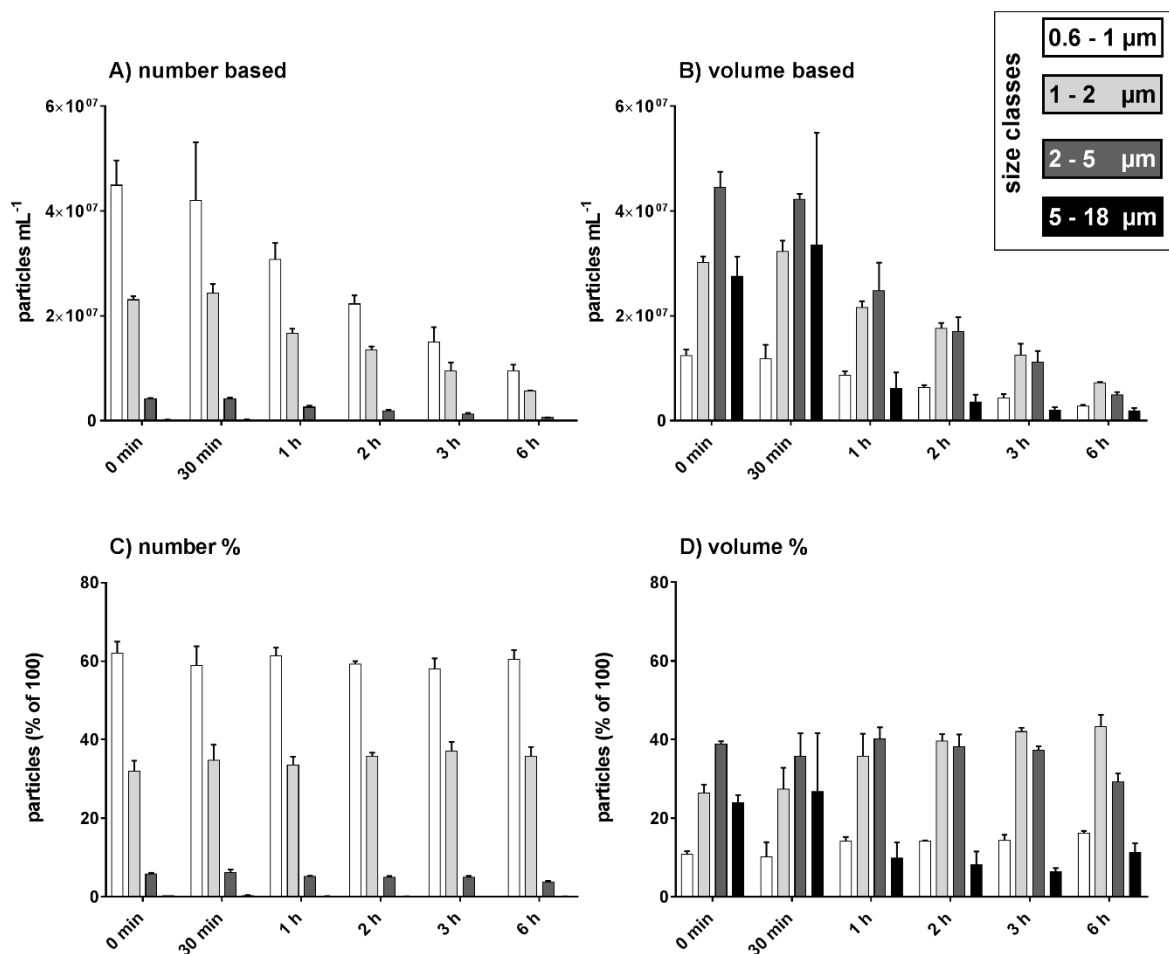 size classes
0.6 - 1 µm
1 - 2 µm
2 - 5 µm
5 - 18 µm
A) number based
particles mL-1
6×10⁰⁷
4×10⁰⁷
2×10⁰⁷
0
0 min
30 min
1 h
2 h
3 h
6 h
B) volume based
particles mL-1
6×10⁰⁷
4×10⁰⁷
2×10⁰⁷
0
0 min
30 min
1 h
2 h
3 h
6 h
C) number %
particles (% of 100)
80
60
40
20
0
0 min
30 min
1 h
2 h
3 h
6 h
D) volume %
particles (% of 100)
80
60
40
20
0
0 min
30 min
1 h
2 h
3 h
6 h